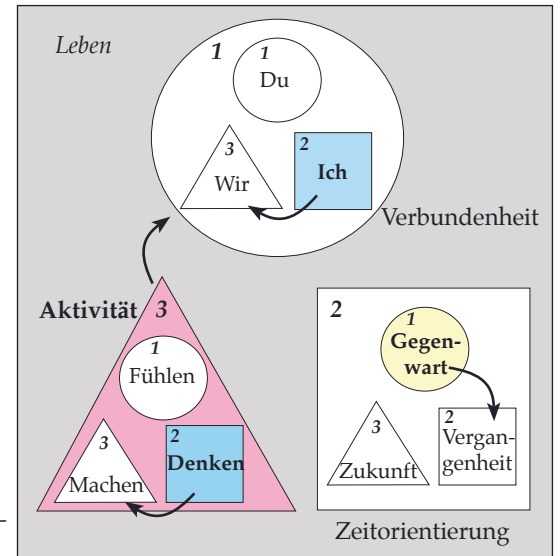 Leben
1
1
Du
3
Wir
2
Ich
Verbundenheit
Aktivität 3
1
Fühlen
3
Machen
2
Denken
2
1
Gegen-
wart
3
Zukunft
2
Vergan-
genheit
Zeitorientierung